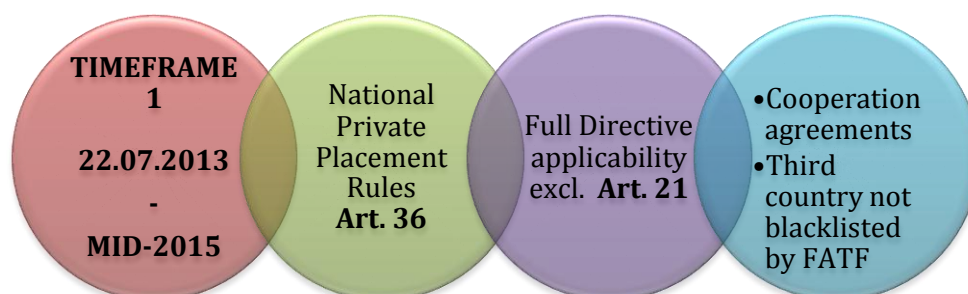 TIMEFRAME
1
22.07.2013
-
MID-2015
National
Private
Placement
Rules
Art. 36
Full Directive
applicability
excl. Art. 21
•Cooperation
agreements
•Third
country not
blacklisted
by FATF